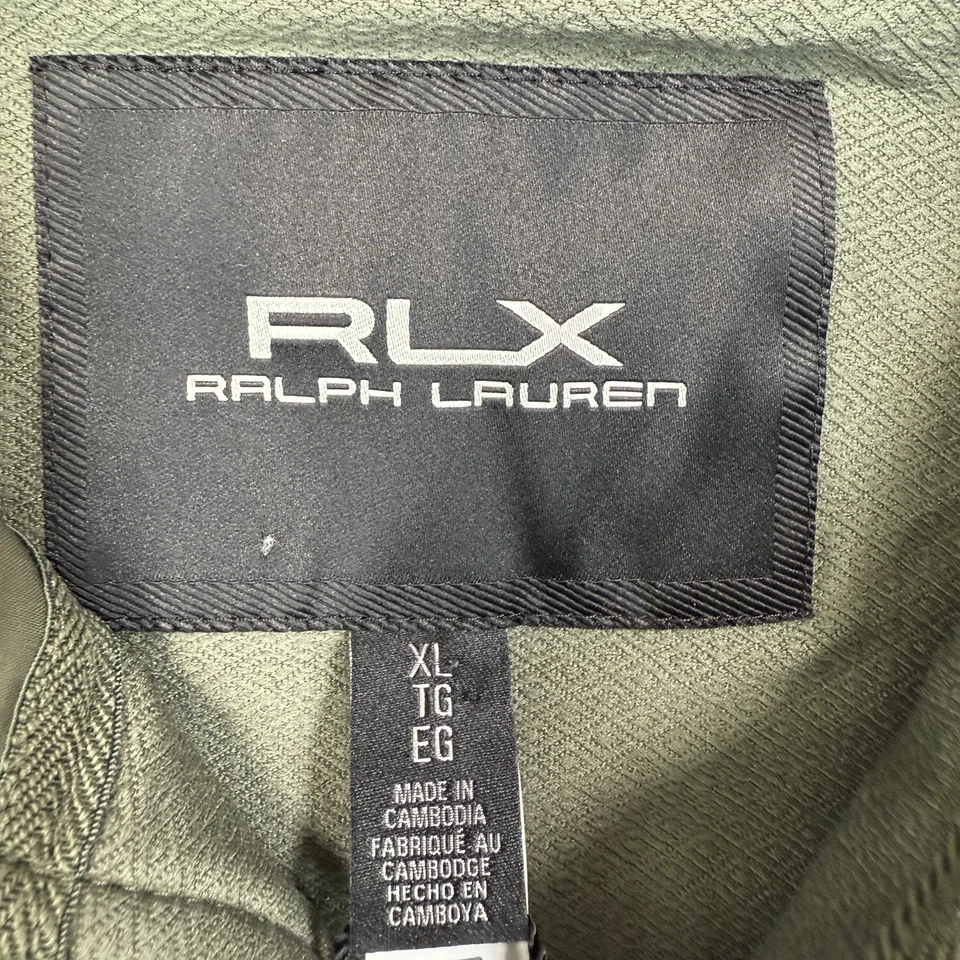 RLX
RALPH LAUREN
XL
TG
EG
MADE IN
CAMBODIA
FABRIQUÉ AU
CAMBODGE
HECHO EN
CAMBOYA